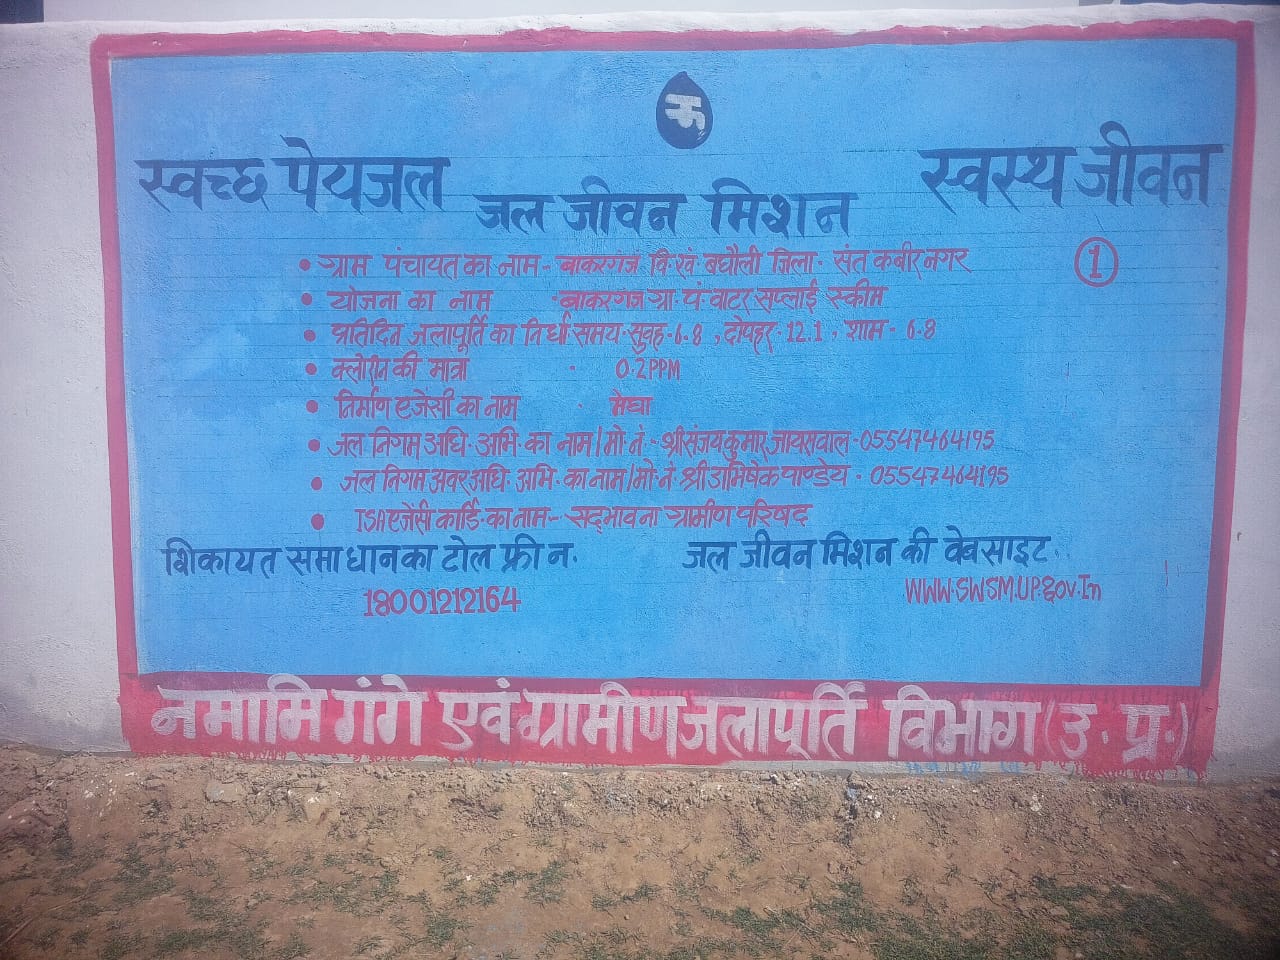 स्वच्छ पेयजल
स्वस्थ जीवन
जल जीवन मिशन
• ग्राम पंचायत का नाम - बाकरगंज वि.खं बघौली जिला. संत कबीर नगर
①
• योजना का नाम . बाकरगंज ग्रा. पं वाटर सप्लाई स्कीम
• प्रतिदिन जलापूर्ति का निर्धा समय-सुवह-6.8 , दोपहर-12.1 , शाम - 6.8
• क्लोरीन की मात्रा . 0.2PPM
• निर्माण एजेंसी का नाम . मेघा
• जल निगम अधि. अभि. का नाम/मो.नं.- श्री संजय कुमार जायसवाल-05547464195
• जल निगम अवर अधि. अभि. का नाम/मो.नं श्री अभिषेक पाण्डेय - 05547464195
• ISA एजेंसी कार्डि. का नाम- सद्भावना ग्रामीण परिषद
शिकायत समाधान का टोल फ्री न. जल जीवन मिशन की वेबसाइट.
18001212164 WWW.SWSM.UP.gov.In
नमामि गंगे एवं ग्रामीण जलापूर्ति विभाग (उ.प्र.)